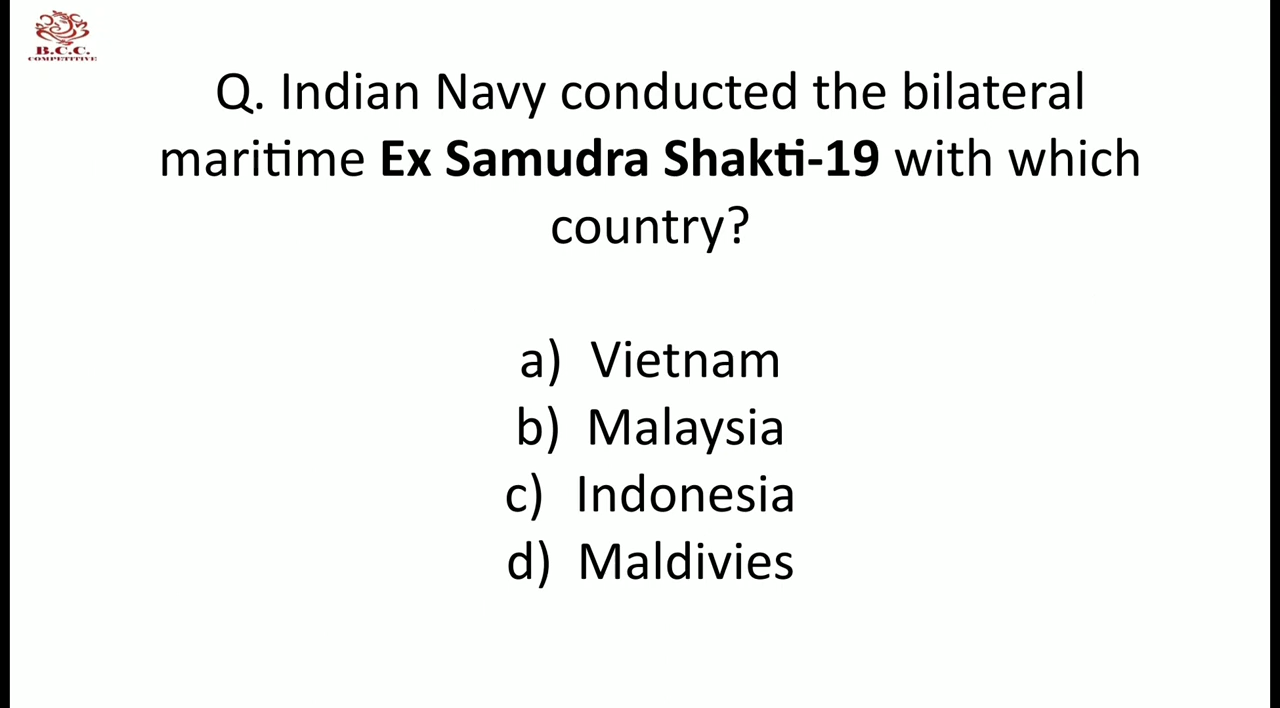 B.C.C.
COMPETITIVE
Q. Indian Navy conducted the bilateral
maritime Ex Samudra Shakti-19 with which
country?
a) Vietnam
b) Malaysia
c) Indonesia
d) Maldivies